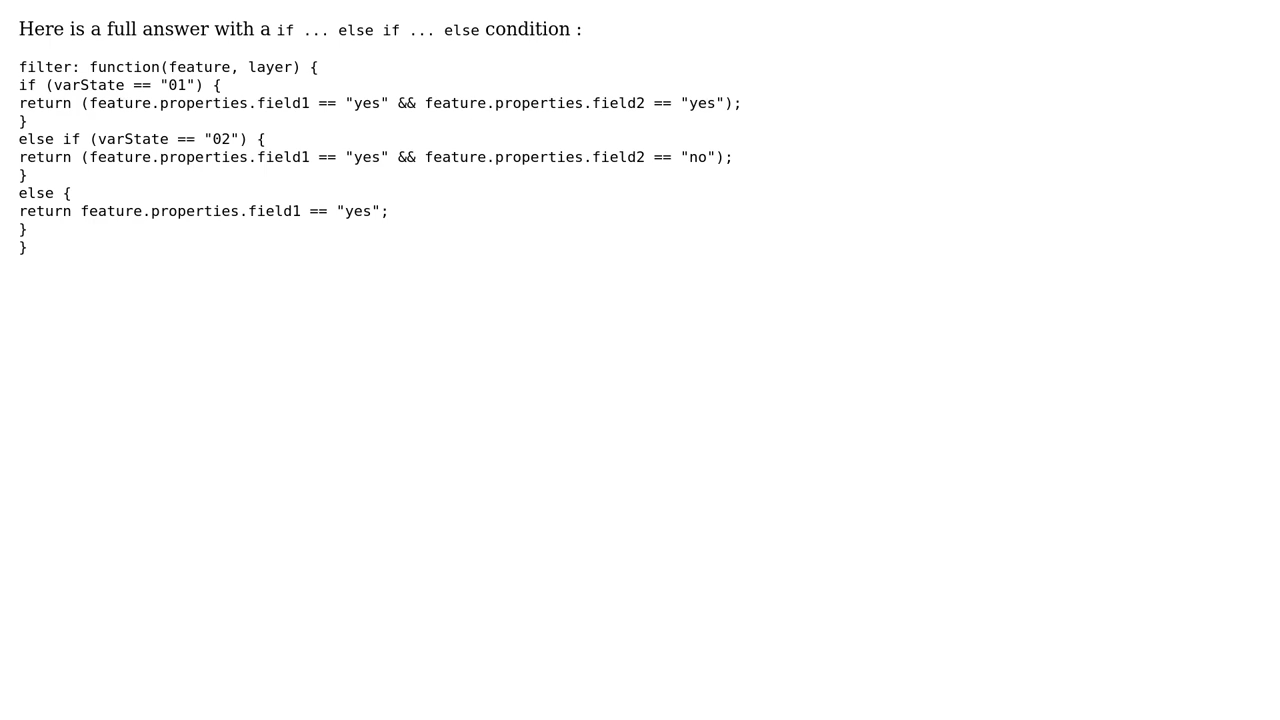 Here is a full answer with a if ... else if ... else condition :
filter: function(feature, layer) {
if (varState == "01") {
return (feature.properties.field1 == "yes" && feature.properties.field2 == "yes");
}
else if (varState == "02") {
return (feature.properties.field1 == "yes" && feature.properties.field2 == "no");
}
else {
return feature.properties.field1 == "yes";
}
}